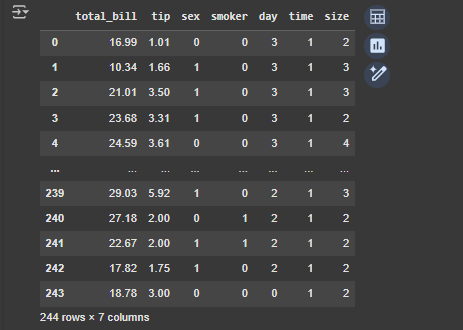 total_bill tip sex smoker day time size
0 16.99 1.01 0 0 3 1 2
1 10.34 1.66 1 0 3 1 3
2 21.01 3.50 1 0 3 1 3
3 23.68 3.31 1 0 3 1 2
4 24.59 3.61 0 0 3 1 4
... ... ... ... ... ... ... ...
239 29.03 5.92 1 0 2 1 3
240 27.18 2.00 0 1 2 1 2
241 22.67 2.00 1 1 2 1 2
242 17.82 1.75 1 0 2 1 2
243 18.78 3.00 0 0 0 1 2
244 rows × 7 columns